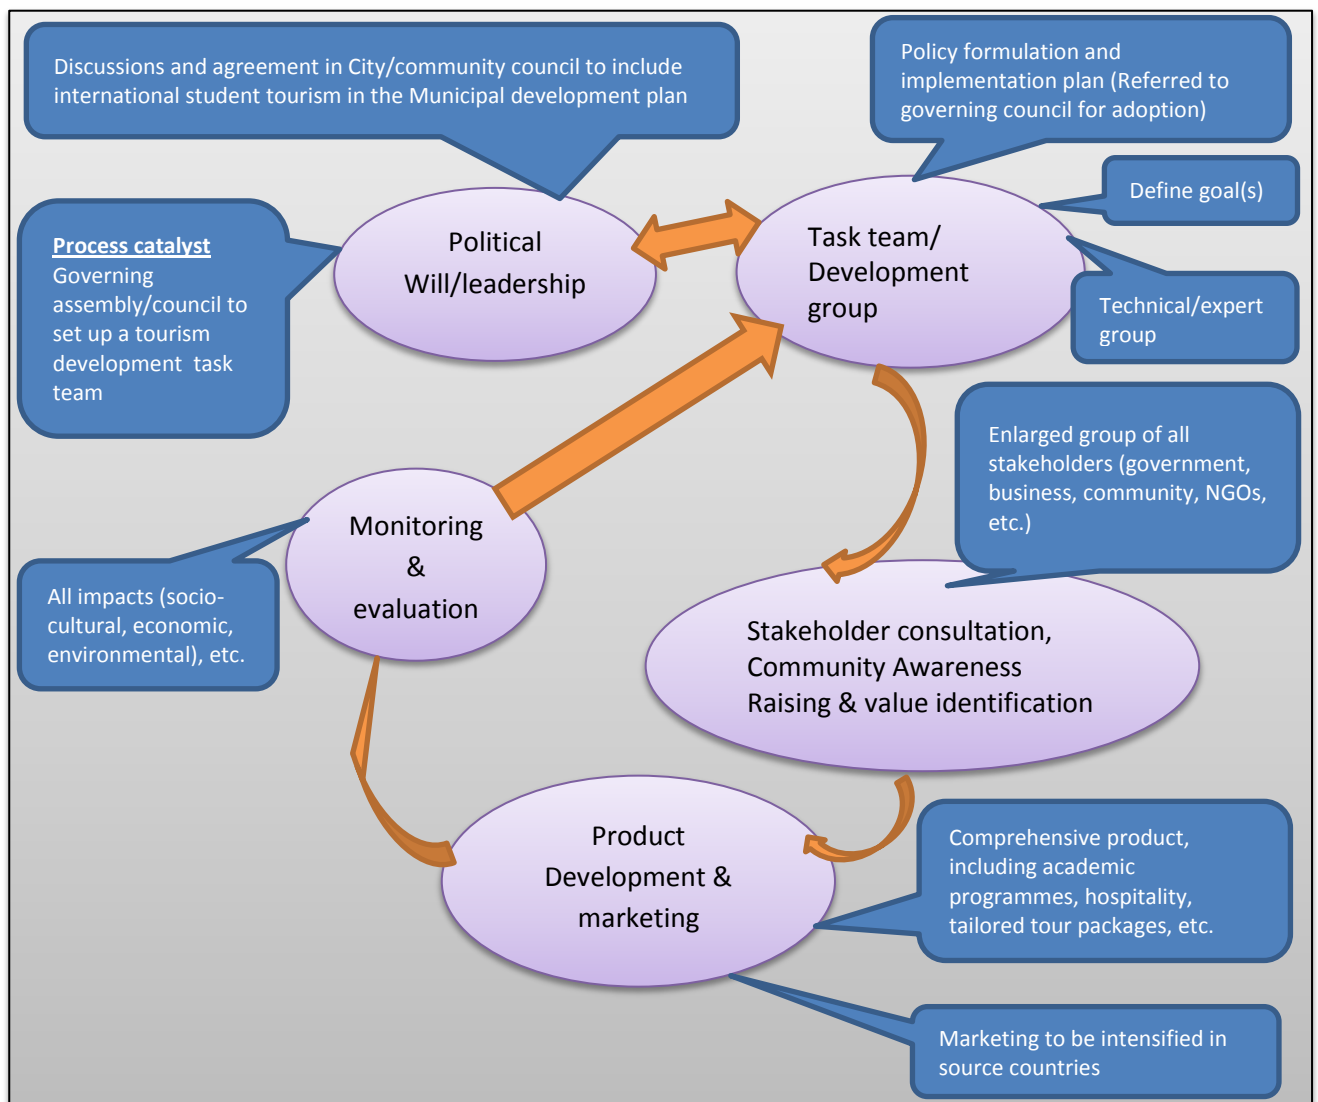 Discussions and agreement in City/community council to include
international student tourism in the Municipal development plan
Policy formulation and
implementation plan (Referred to
governing council for adoption)
Define goal(s)
Technical/expert
group
Process catalyst
Governing
assembly/council to
set up a tourism
development task
team
Political
Will/leadership
Task team/
Development
group
Enlarged group of all
stakeholders (government,
business, community, NGOs,
etc.)
Monitoring
&
evaluation
All impacts (socio-
cultural, economic,
environmental), etc.
Stakeholder consultation,
Community Awareness
Raising & value identification
Product
Development &
marketing
Comprehensive product,
including academic
programmes, hospitality,
tailored tour packages, etc.
Marketing to be intensified in
source countries